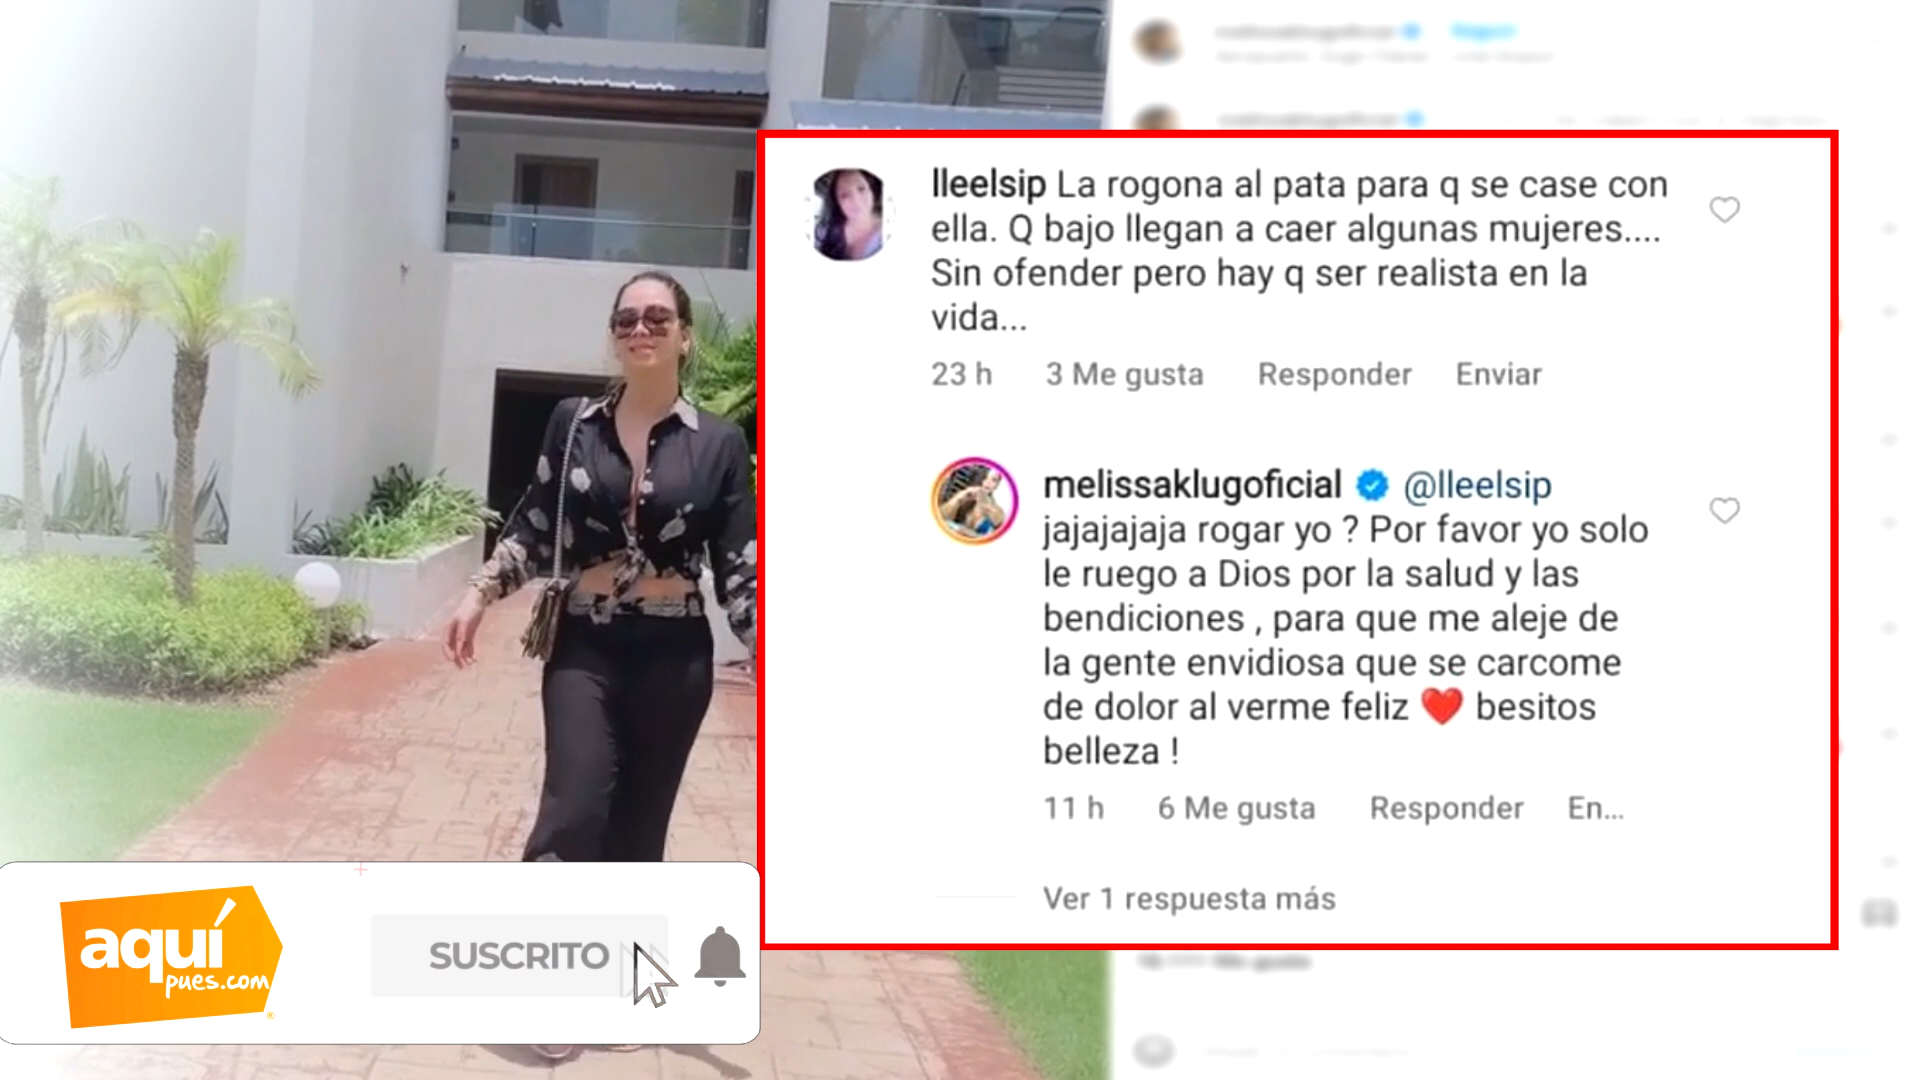 lleelsip La rogona al pata para q se case con
ella. Q bajo llegan a caer algunas mujeres....
Sin ofender pero hay q ser realista en la
vida...
23 h 3 Me gusta Responder Enviar
melissaklugoficial @lleelsip
jajajajaja rogar yo ? Por favor yo solo
le ruego a Dios por la salud y las
bendiciones , para que me aleje de
la gente envidiosa que se carcome
de dolor al verme feliz ❤️ besitos
belleza !
11 h 6 Me gusta Responder En...
Ver 1 respuesta más
aquí
pues.com
®
SUSCRITO